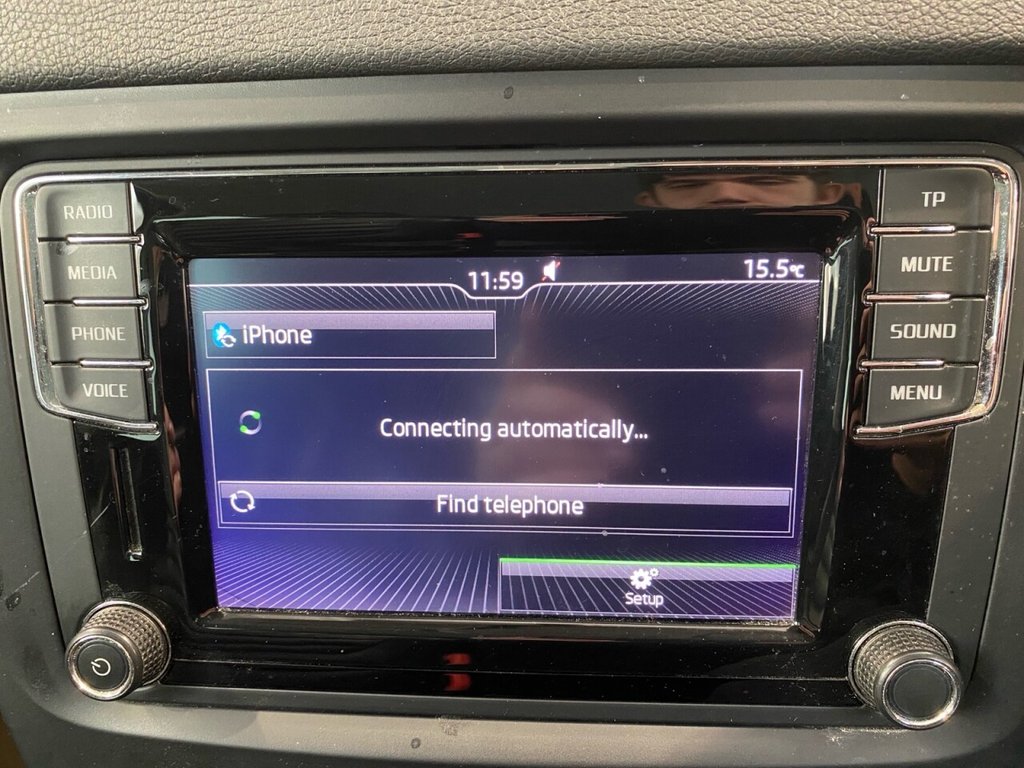 RADIO
MEDIA
PHONE
VOICE
TP
MUTE
SOUND
MENU
11:59
15.5°C
iPhone
Connecting automatically...
Find telephone
Setup